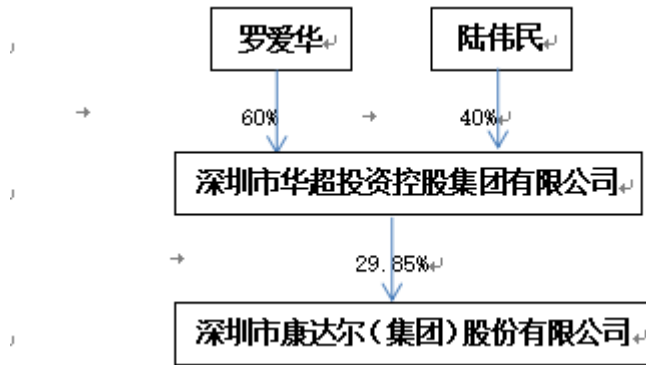 罗爱华 陆伟民
60% 40%
深圳市华超投资控股集团有限公司
29.85%
深圳市康达尔（集团）股份有限公司